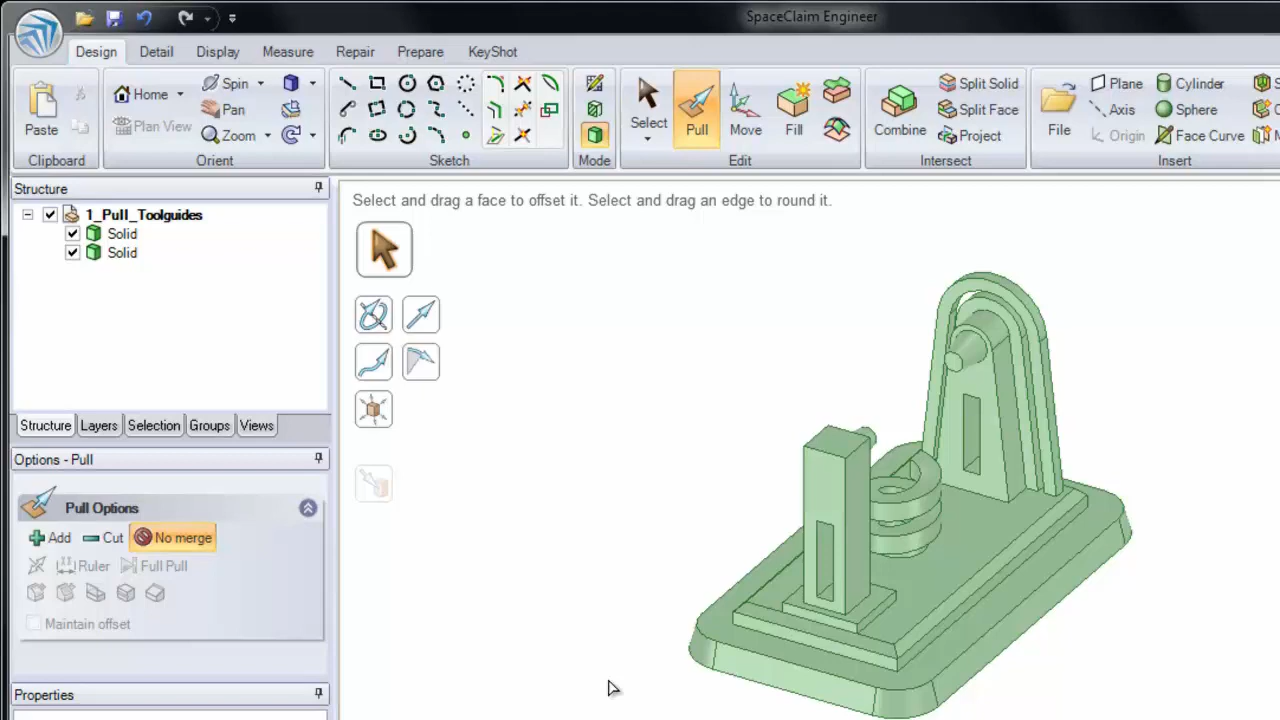 SpaceClaim Engineer
Design Detail Display Measure Repair Prepare KeyShot
Paste
Clipboard
Home
Plan View
Spin
Pan
Zoom
Orient
Sketch
Mode
Select
Pull
Move
Fill
Edit
Combine
Split Solid
Split Face
Project
Intersect
File
Plane
Axis
Origin
Cylinder
Sphere
Face Curve
Insert
Structure
1_Pull_Toolguides
Solid
Solid
Structure Layers Selection Groups Views
Options - Pull
Pull Options
Add Cut No merge
Ruler Full Pull
Maintain offset
Properties
Select and drag a face to offset it. Select and drag an edge to round it.